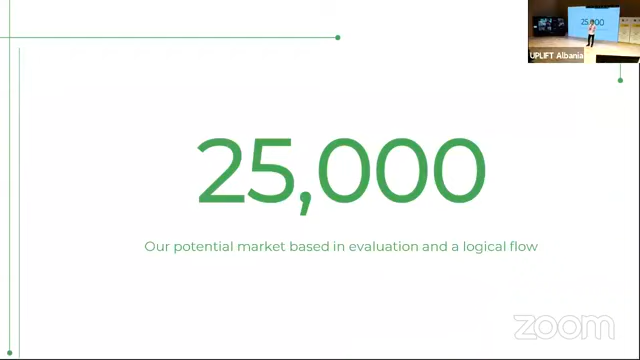 25,000
UPLIFT Albania
25,000
Our potential market based in evaluation and a logical flow
zoom